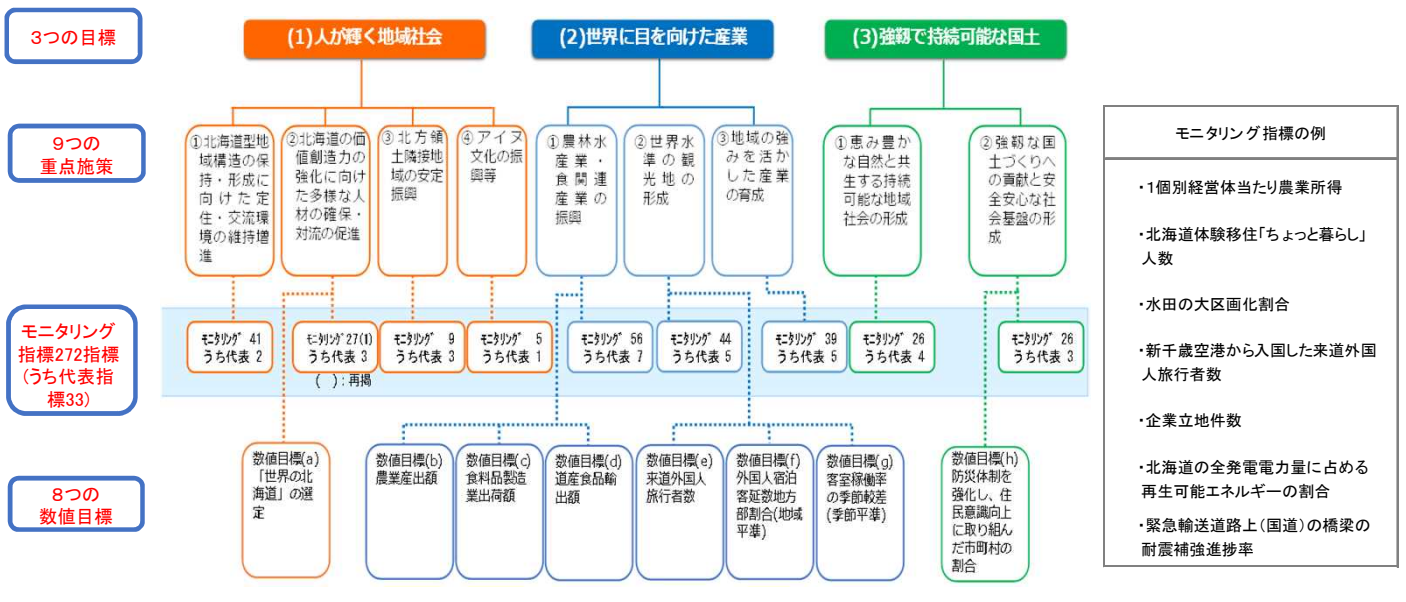 3つの目標
(1)人が輝く地域社会
(2)世界に目を向けた産業
(3)強靱で持続可能な国土
9つの
重点施策
①北海道型地
域構造の保
持・形成に
向けた定
住・交流環
境の維持増
進
②北海道の価
値創造力の
強化に向け
た多様な人
材の確保・
対流の促進
③北方領
土隣接地
域の安定
振興
④アイヌ
文化の振
興等
①農林水
産業・
食関連
産業の
振興
②世界水
準の観
光地の
形成
③地域の強
みを活か
した産業
の育成
①恵み豊か
な自然と共
生する持続
可能な地域
社会の形成
②強靱な国
土づくりへ
の貢献と安
全安心な社
会基盤の形
成
モニタリング
指標272指標
(うち代表指
標33)
ﾓﾆﾀﾘﾝｸﾞ 41
うち代表 2
ﾓﾆﾀﾘﾝｸﾞ27(1)
うち代表 3
( ):再掲
ﾓﾆﾀﾘﾝｸﾞ 9
うち代表 3
ﾓﾆﾀﾘﾝｸﾞ 5
うち代表 1
ﾓﾆﾀﾘﾝｸﾞ 56
うち代表 7
ﾓﾆﾀﾘﾝｸﾞ 44
うち代表 5
ﾓﾆﾀﾘﾝｸﾞ 39
うち代表 5
ﾓﾆﾀﾘﾝｸﾞ 26
うち代表 4
ﾓﾆﾀﾘﾝｸﾞ 26
うち代表 3
8つの
数値目標
数値目標(a)
「世界の北
海道」の選
定
数値目標(b)
農業産出額
数値目標(c)
食料品製造
業出荷額
数値目標(d)
道産食品輸
出額
数値目標(e)
来道外国人
旅行者数
数値目標(f)
外国人宿泊
客延数地方
部割合(地域
平準)
数値目標(g)
客室稼働率
の季節較差
(季節平準)
数値目標(h)
防災体制を
強化し、住
民意識向上
に取り組ん
だ市町村の
割合
モニタリング指標の例
・1個別経営体当たり農業所得
・北海道体験移住「ちょっと暮らし」
人数
・水田の大区画化割合
・新千歳空港から入国した来道外国
人旅行者数
・企業立地件数
・北海道の全発電電力量に占める
再生可能エネルギーの割合
・緊急輸送道路上(国道)の橋梁の
耐震補強進捗率